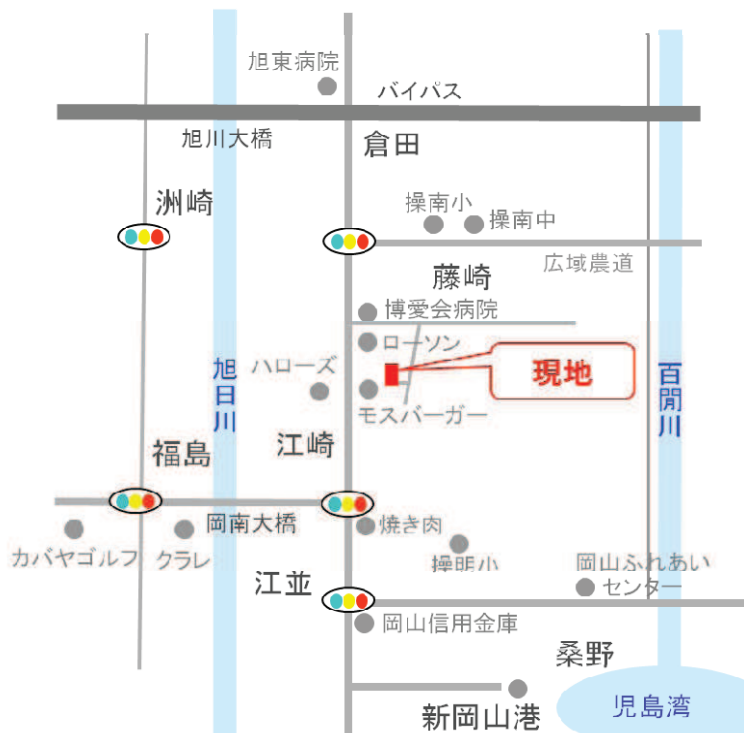 旭東病院
バイパス
旭川大橋
倉田
洲崎
操南小
操南中
広域農道
藤崎
博愛会病院
ローソン
ハローズ
現地
旭日川
百閒川
モスバーガー
江崎
福島
岡南大橋
焼き肉
カバヤゴルフ
クラレ
操明小
岡山ふれあい
センター
江並
岡山信用金庫
桑野
新岡山港
児島湾